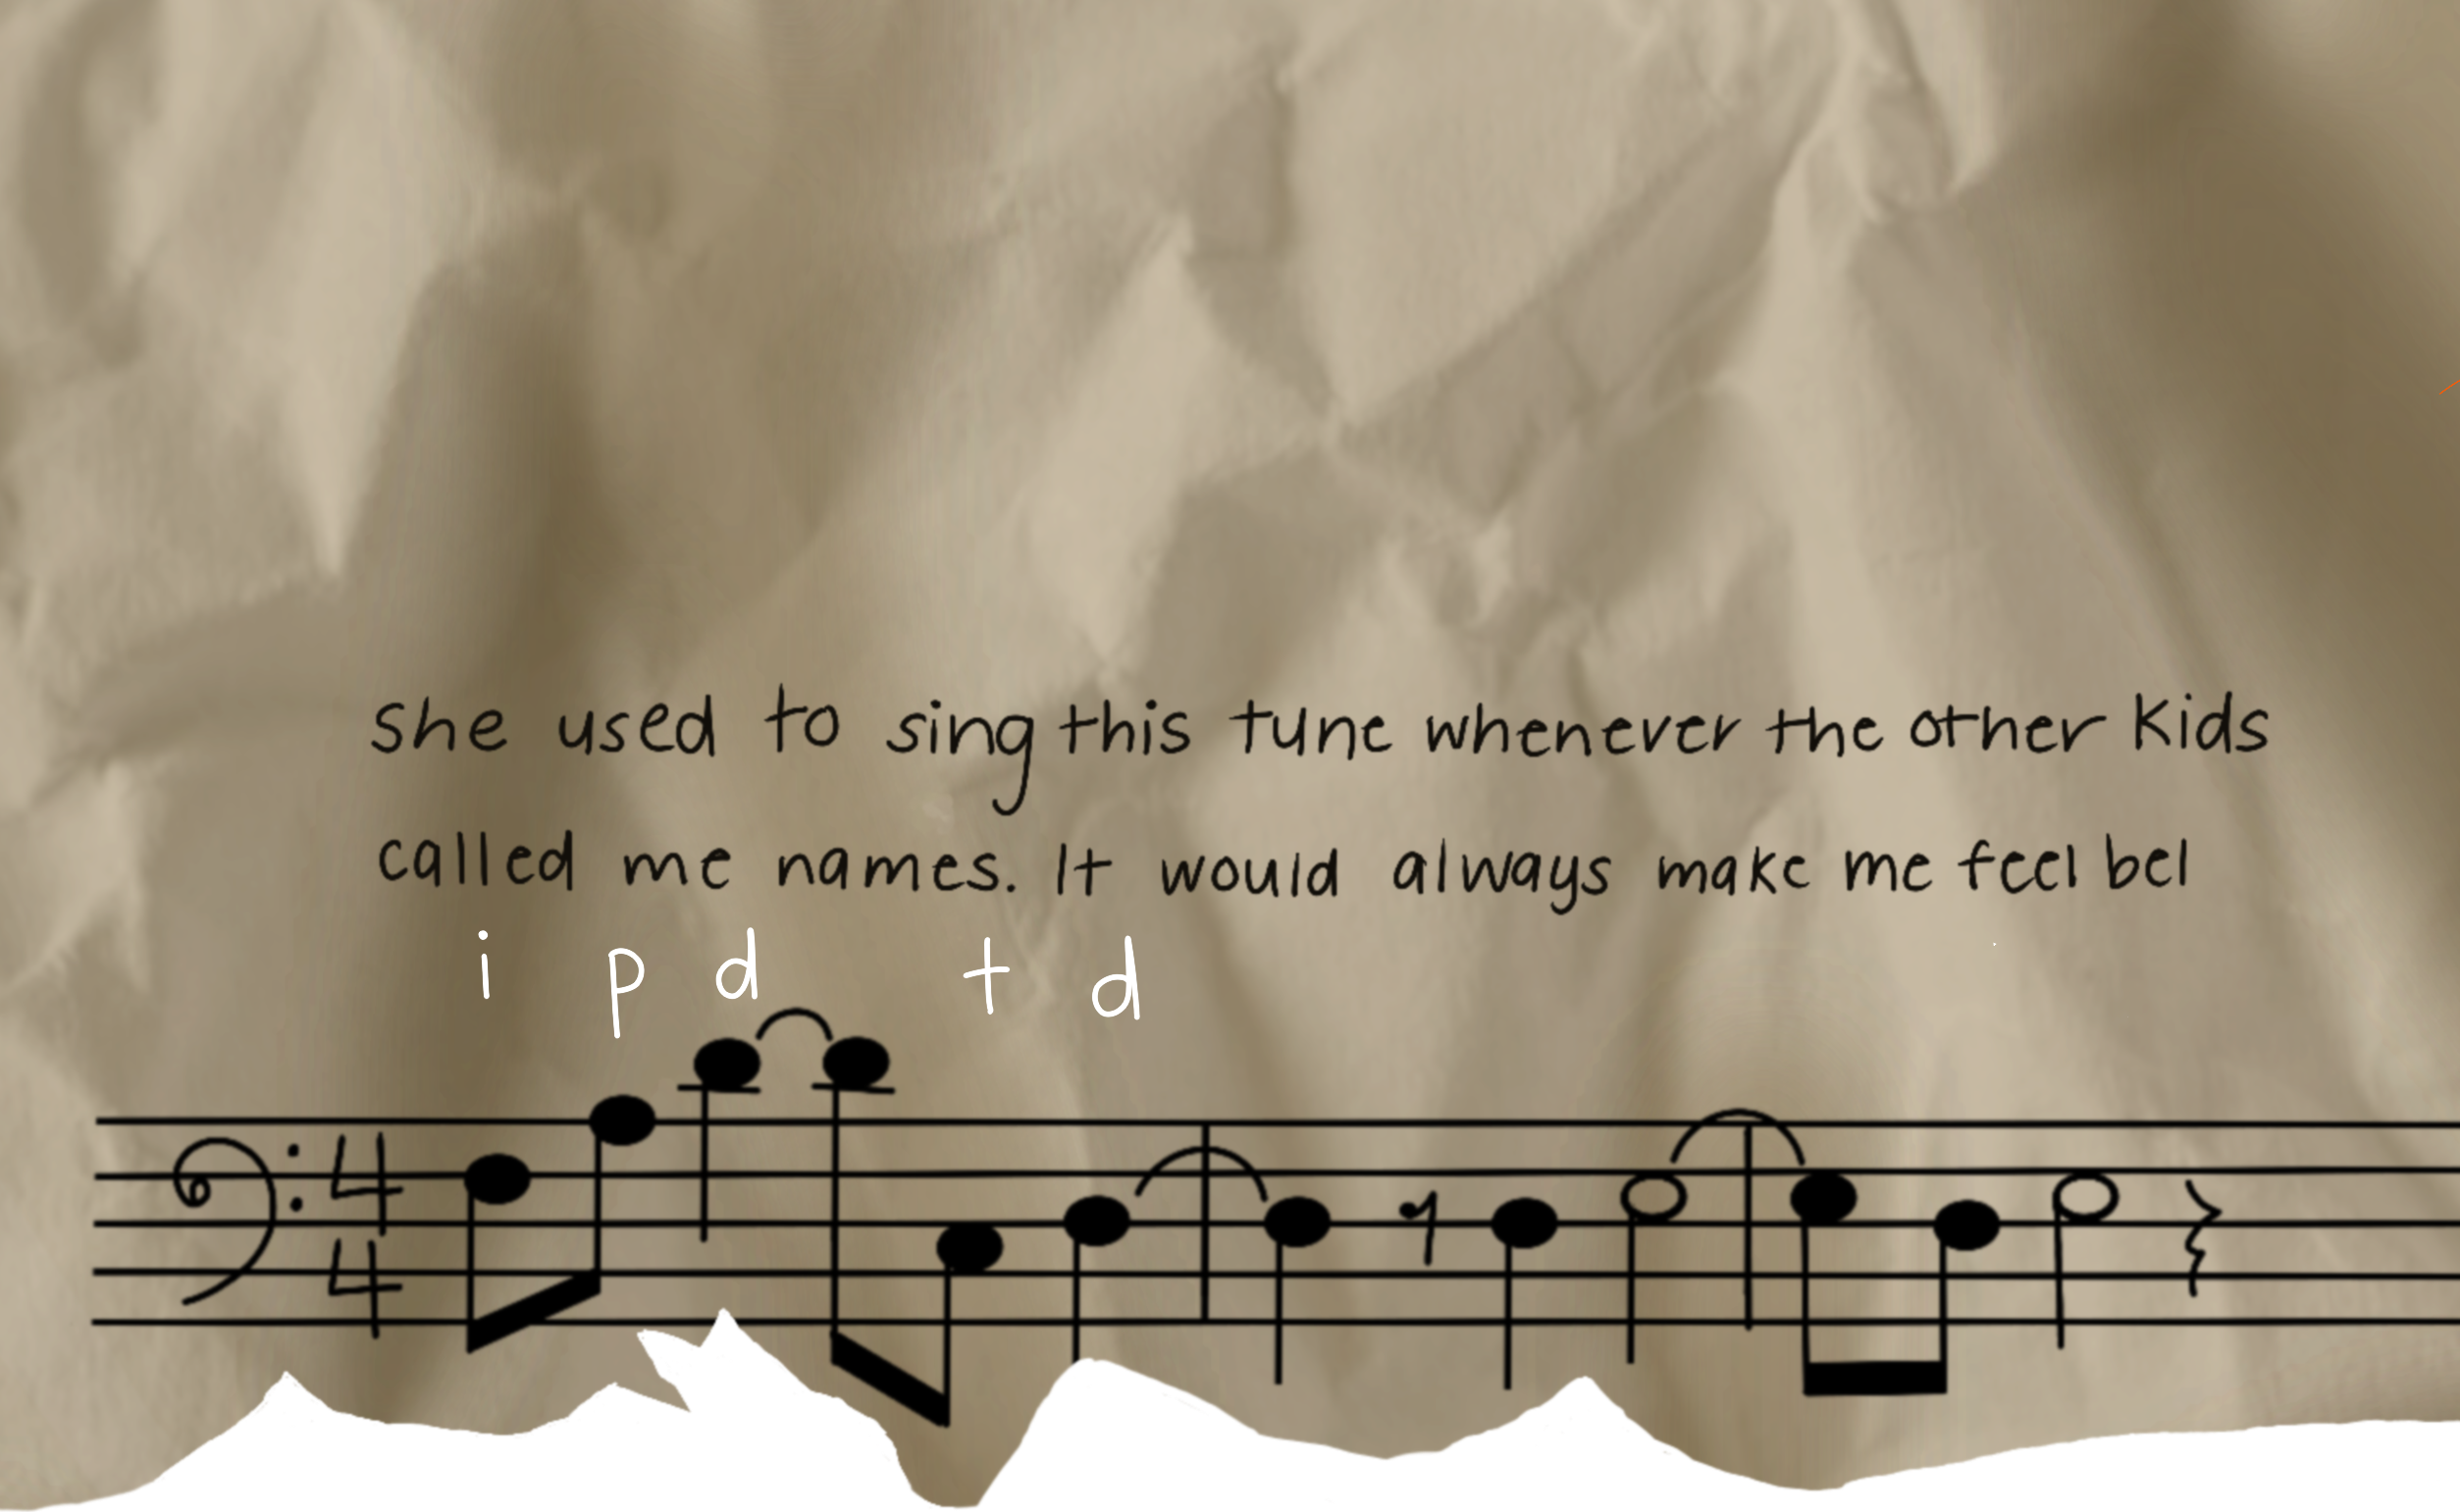 she used to sing this tune whenever the other kids
called me names. It would always make me feel bel
i p d t d
4
4